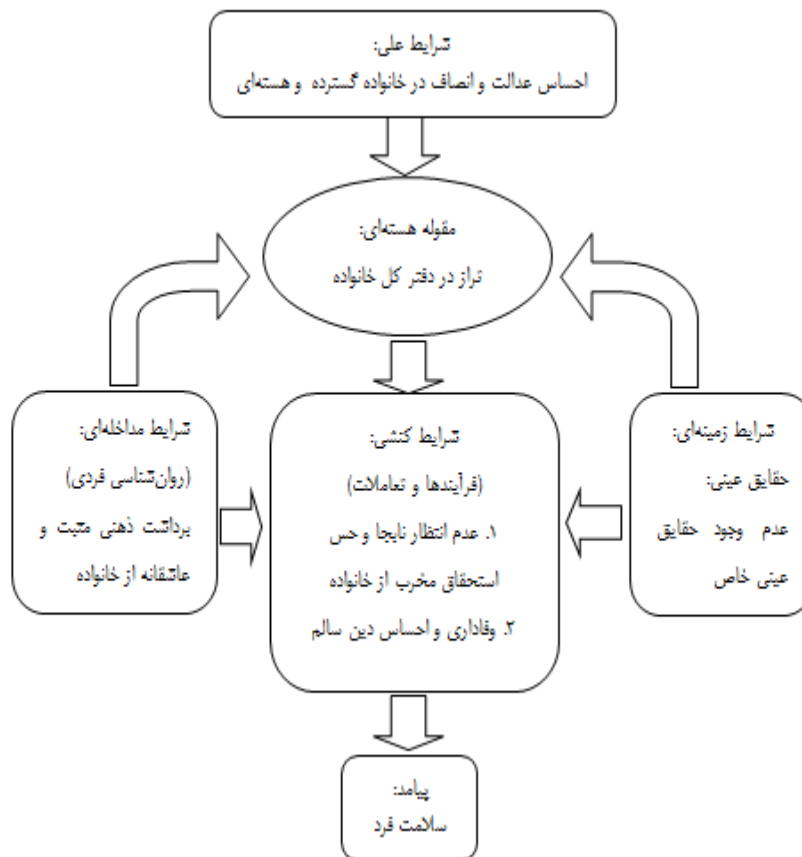 شرایط علی:
احساس عدالت و انصاف در خانواده گسترده و هسته‌ای
مقوله هسته‌ای:
تراز در دفتر کل خانواده
شرایط زمینه‌ای:
حقایق عینی:
عدم وجود حقایق
عینی خاص
شرایط کنشی:
(فرآیندها و تعاملات)
۱. عدم انتظار نابجا و حس
استحقاق مخرب از خانواده
۲. وفاداری و احساس دین سالم
شرایط مداخله‌ای:
(روان‌شناسی فردی)
برداشت ذهنی مثبت و
عاشقانه از خانواده
پیامد:
سلامت فرد